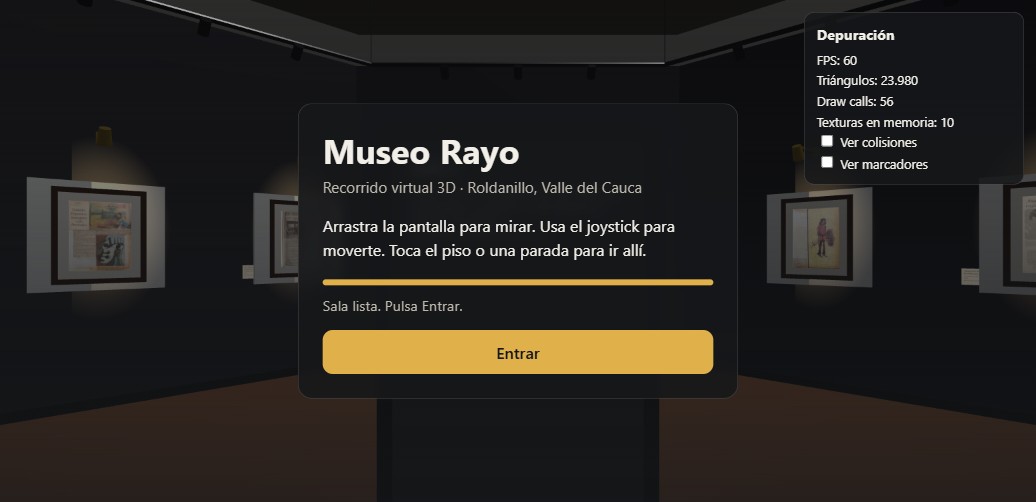 Museo Rayo
Recorrido virtual 3D · Roldanillo, Valle del Cauca
Arrastra la pantalla para mirar. Usa el joystick para
moverte. Toca el piso o una parada para ir allí.
Sala lista. Pulsa Entrar.
Entrar
Depuración
FPS: 60
Triángulos: 23.980
Draw calls: 56
Texturas en memoria: 10
Ver colisiones
Ver marcadores